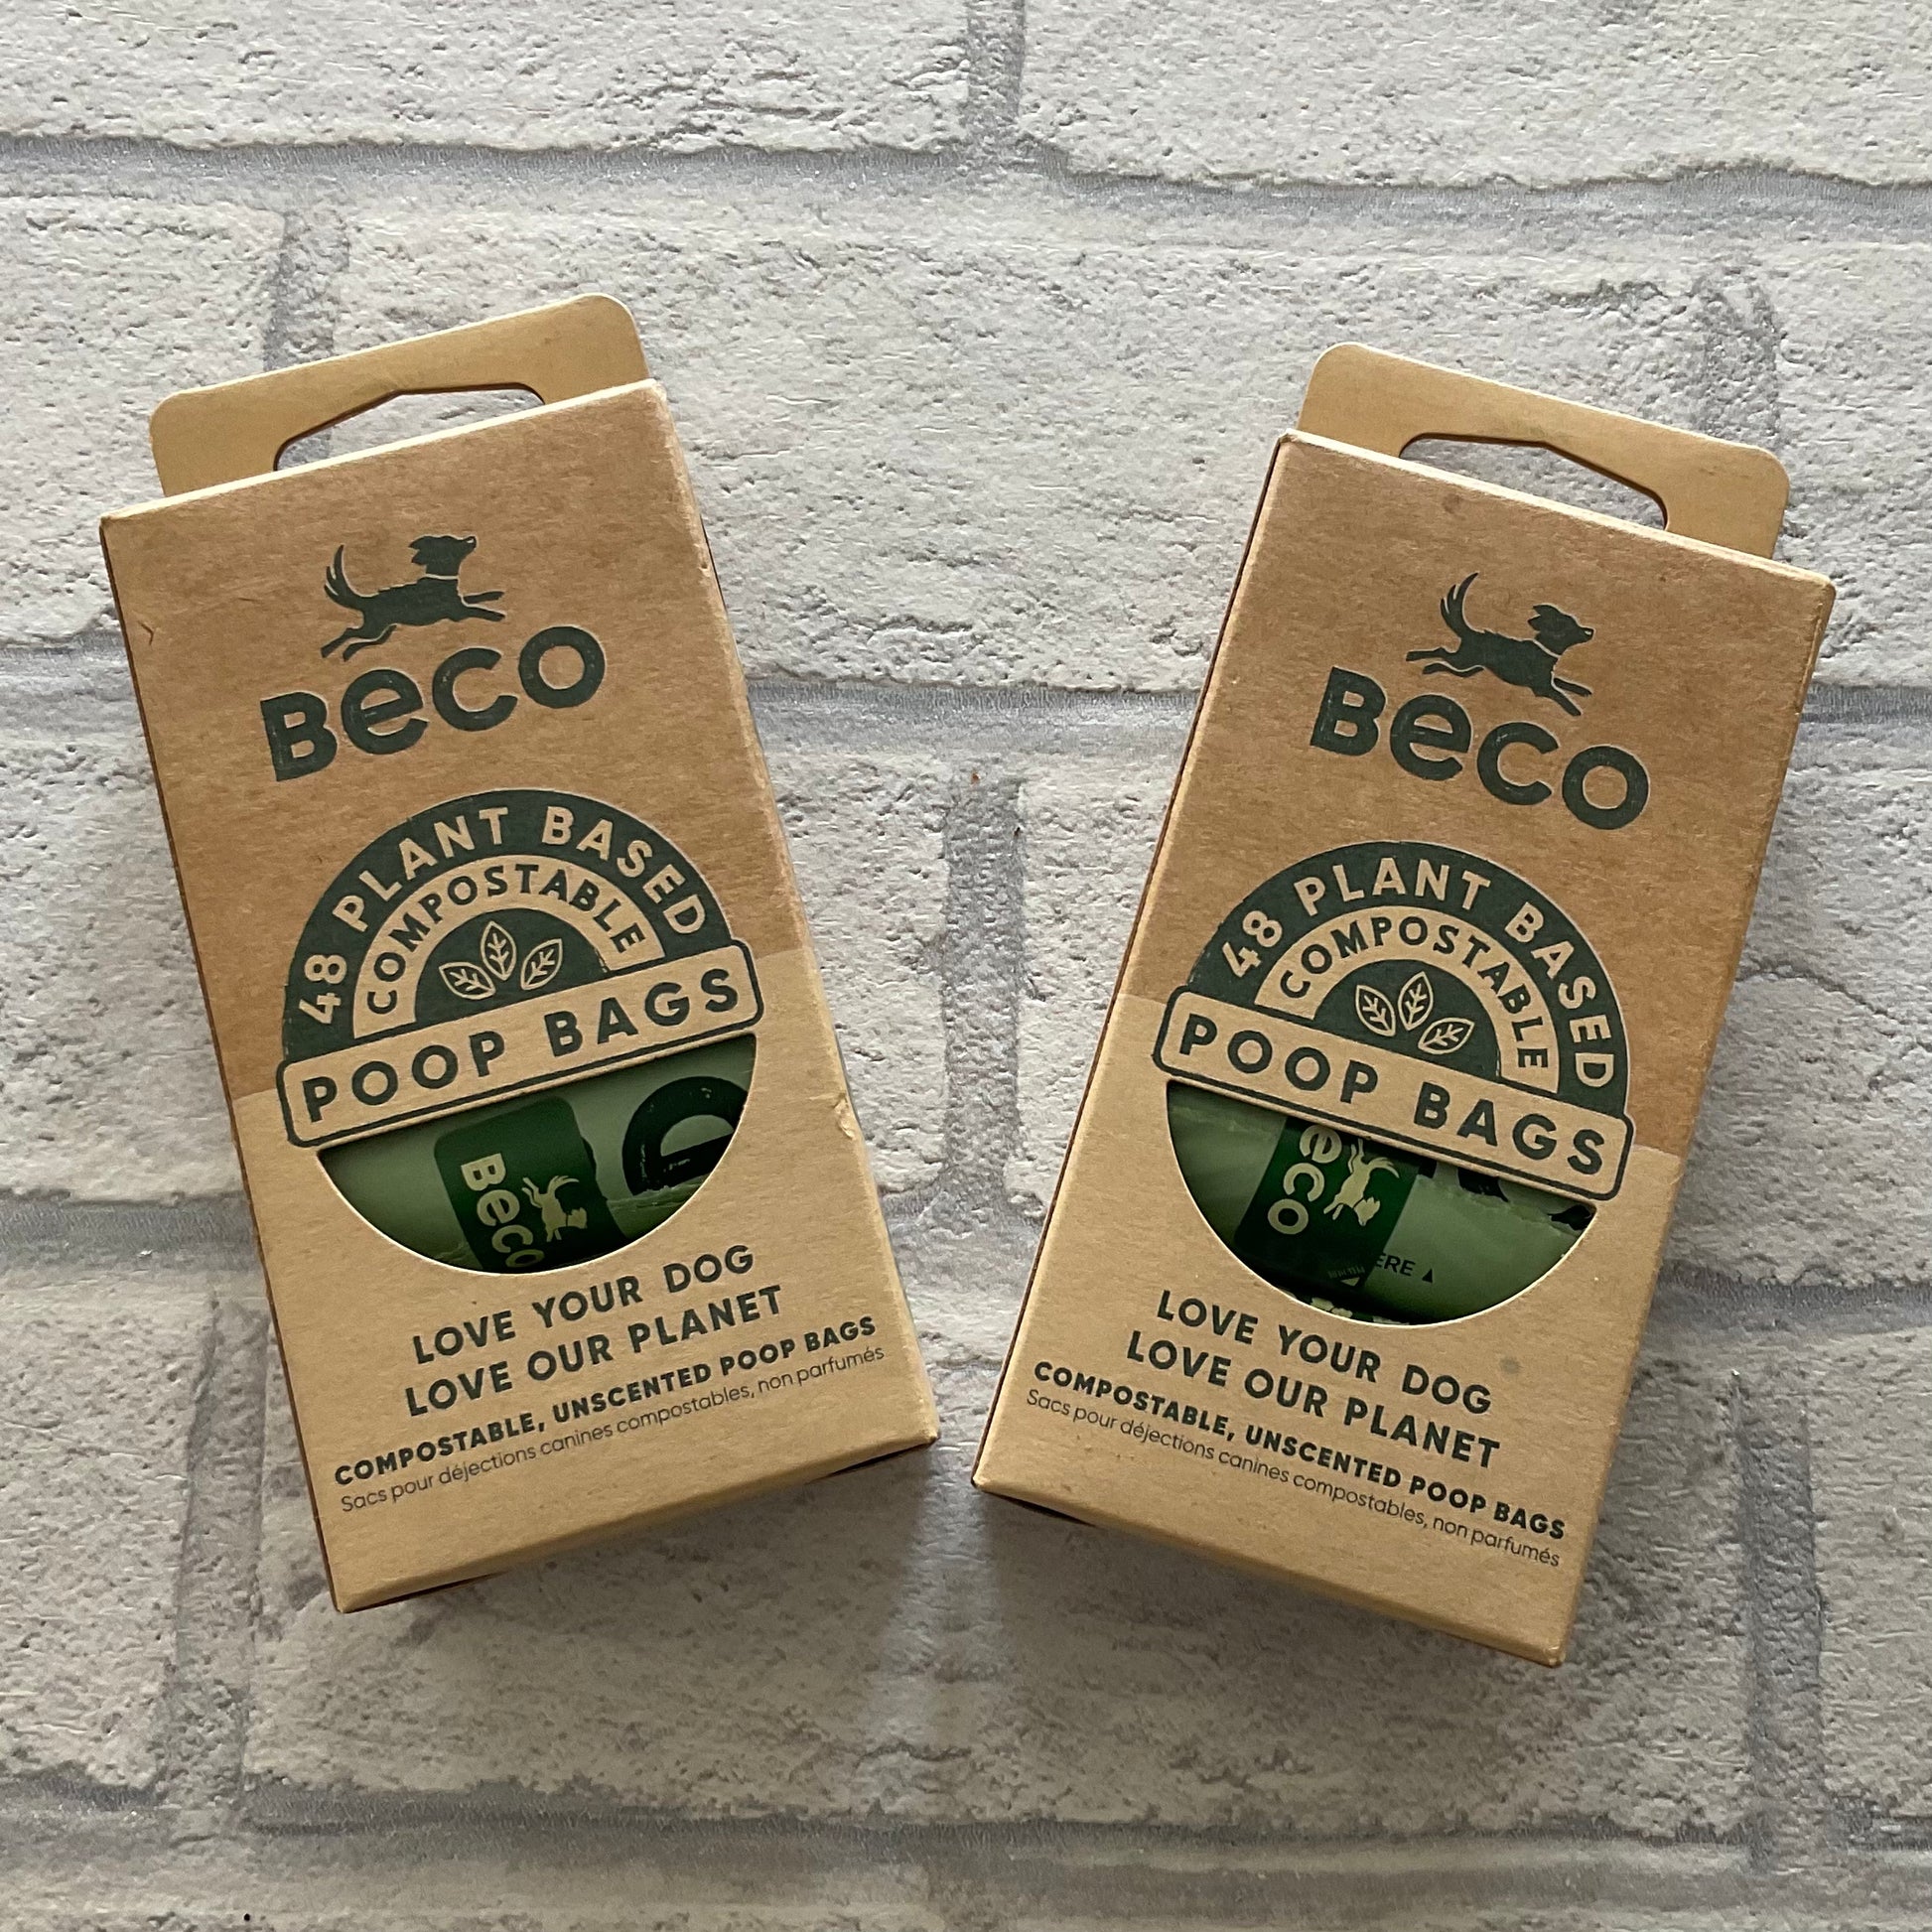 Beco
48 PLANT BASED
COMPOSTABLE
POOP BAGS
Beco
LOVE YOUR DOG
LOVE OUR PLANET
COMPOSTABLE, UNSCENTED POOP BAGS
Sacs pour déjections canines compostables, non parfumés
Beco
48 PLANT BASED
COMPOSTABLE
POOP BAGS
eco
ERE ▲
LOVE YOUR DOG
LOVE OUR PLANET
COMPOSTABLE, UNSCENTED POOP BAGS
Sacs pour déjections canines compostables, non parfumés